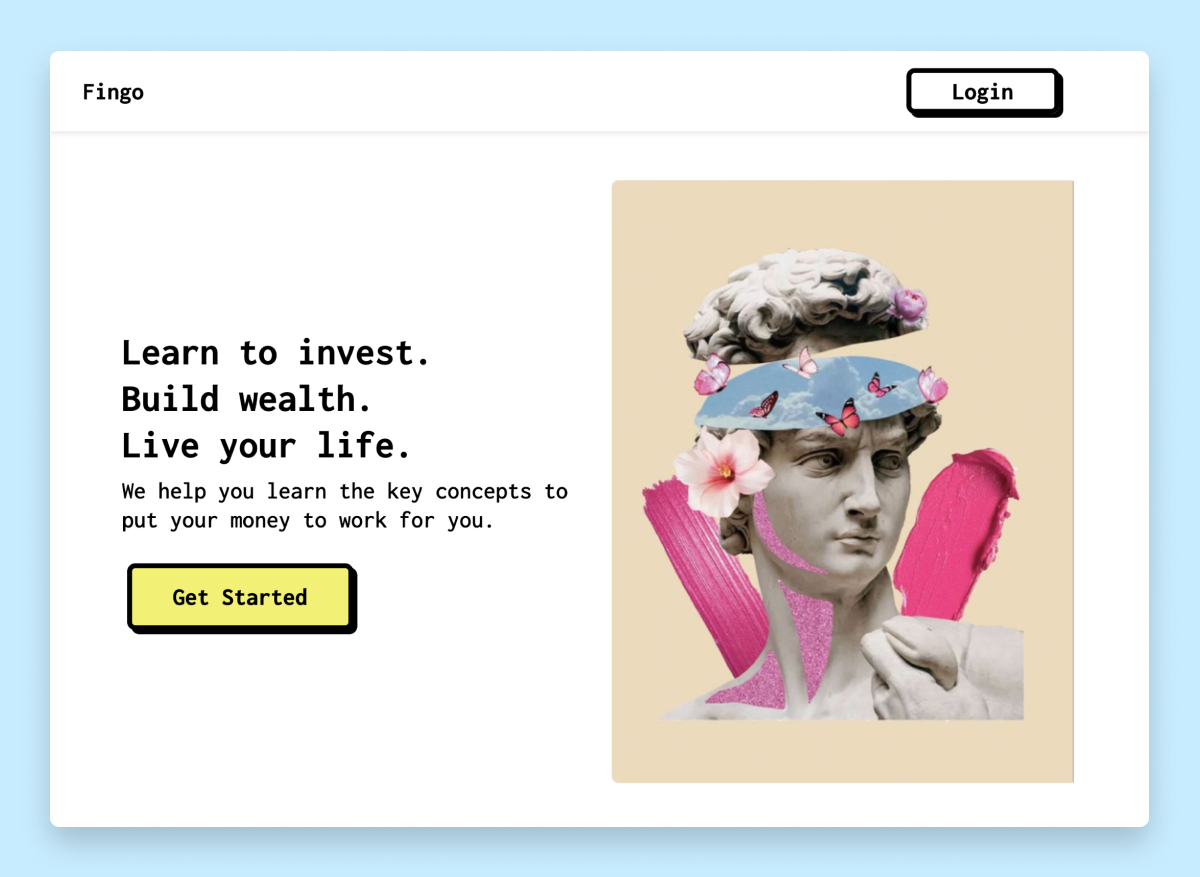 Fingo
Login
Learn to invest.
Build wealth.
Live your life.
We help you learn the key concepts to
put your money to work for you.
Get Started